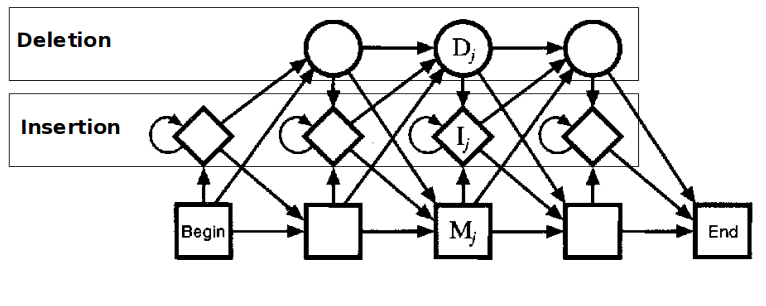 Deletion
Dj
Insertion
Ij
Begin
Mj
End